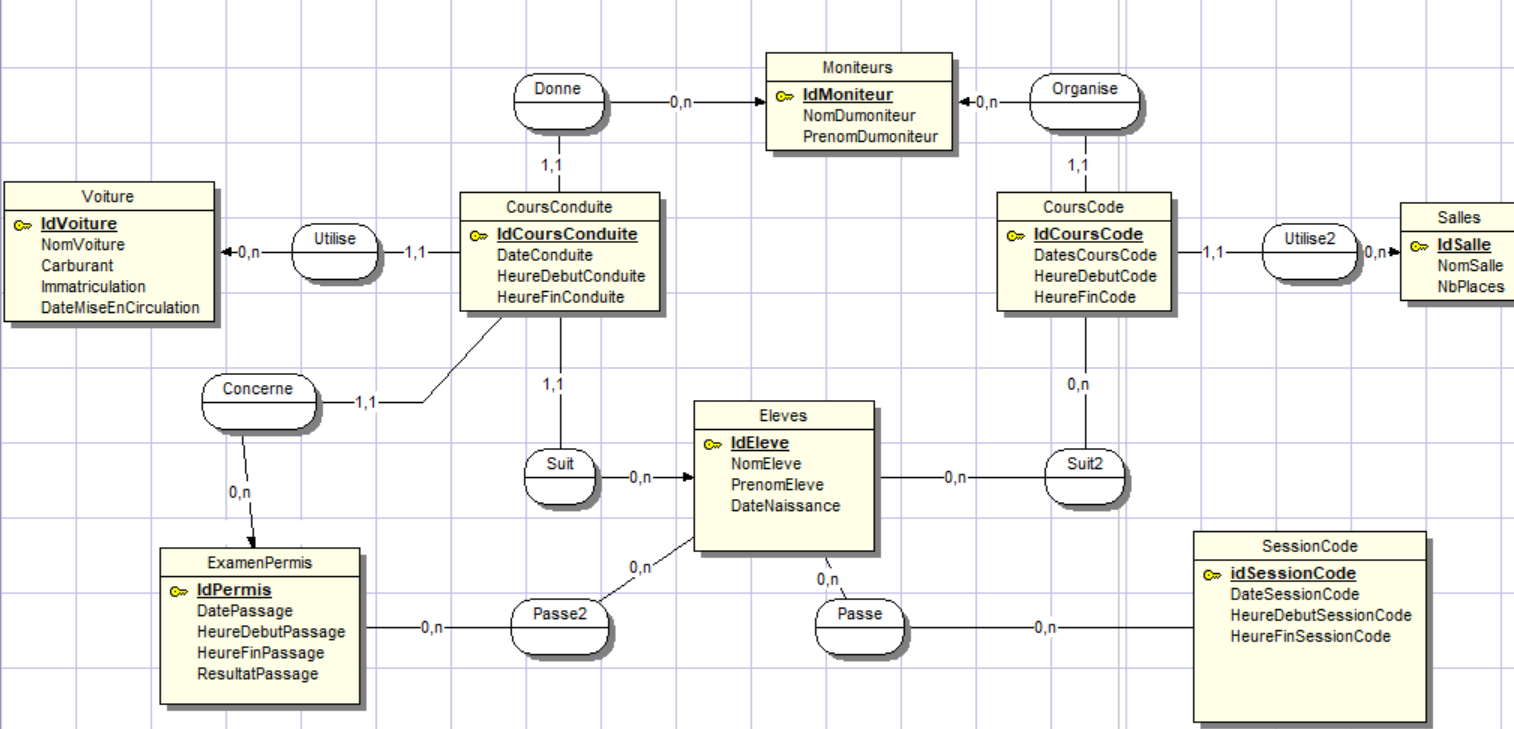 Moniteurs
IdMoniteur
NomDumoniteur
PrenomDumoniteur
Donne
0,n
1,1
Organise
0,n
1,1
Voiture
IdVoiture
NomVoiture
Carburant
Immatriculation
DateMiseEnCirculation
Utilise
0,n
1,1
CoursConduite
IdCoursConduite
DateConduite
HeureDebutConduite
HeureFinConduite
CoursCode
IdCoursCode
DatesCoursCode
HeureDebutCode
HeureFinCode
Utilise2
1,1
0,n
Salles
IdSalle
NomSalle
NbPlaces
Concerne
1,1
0,n
1,1
Suit
0,n
Eleves
IdEleve
NomEleve
PrenomEleve
DateNaissance
0,n
Suit2
0,n
ExamenPermis
IdPermis
DatePassage
HeureDebutPassage
HeureFinPassage
ResultatPassage
0,n
Passe2
0,n
0,n
Passe
0,n
SessionCode
idSessionCode
DateSessionCode
HeureDebutSessionCode
HeureFinSessionCode